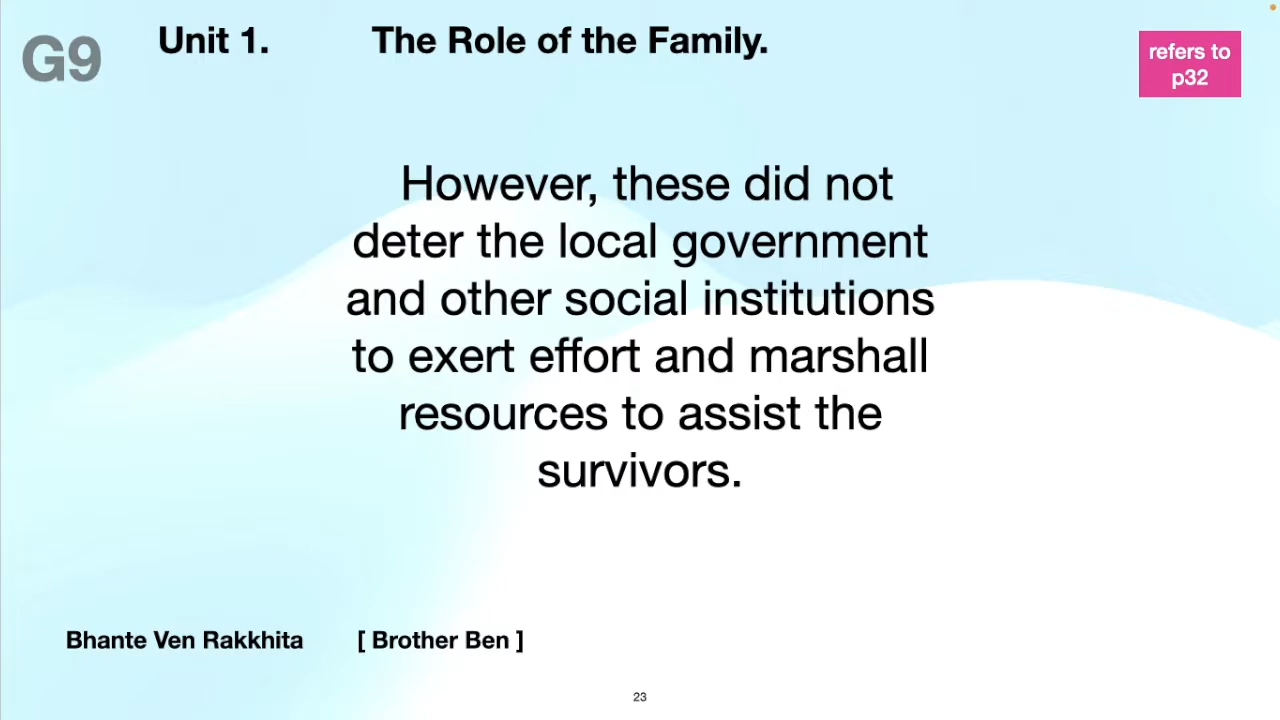 G9
Unit 1. The Role of the Family.
refers to
p32
However, these did not
deter the local government
and other social institutions
to exert effort and marshall
resources to assist the
survivors.
Bhante Ven Rakkhita [ Brother Ben ]
23